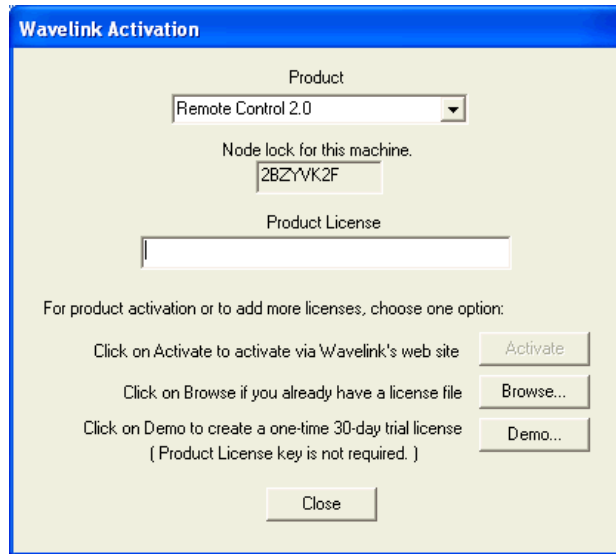 Wavelink Activation
Product
Remote Control 2.0
Node lock for this machine.
2BZYVK2F
Product License
For product activation or to add more licenses, choose one option:
Click on Activate to activate via Wavelink's web site
Activate
Click on Browse if you already have a license file
Browse...
Click on Demo to create a one-time 30-day trial license
( Product License key is not required. )
Demo...
Close